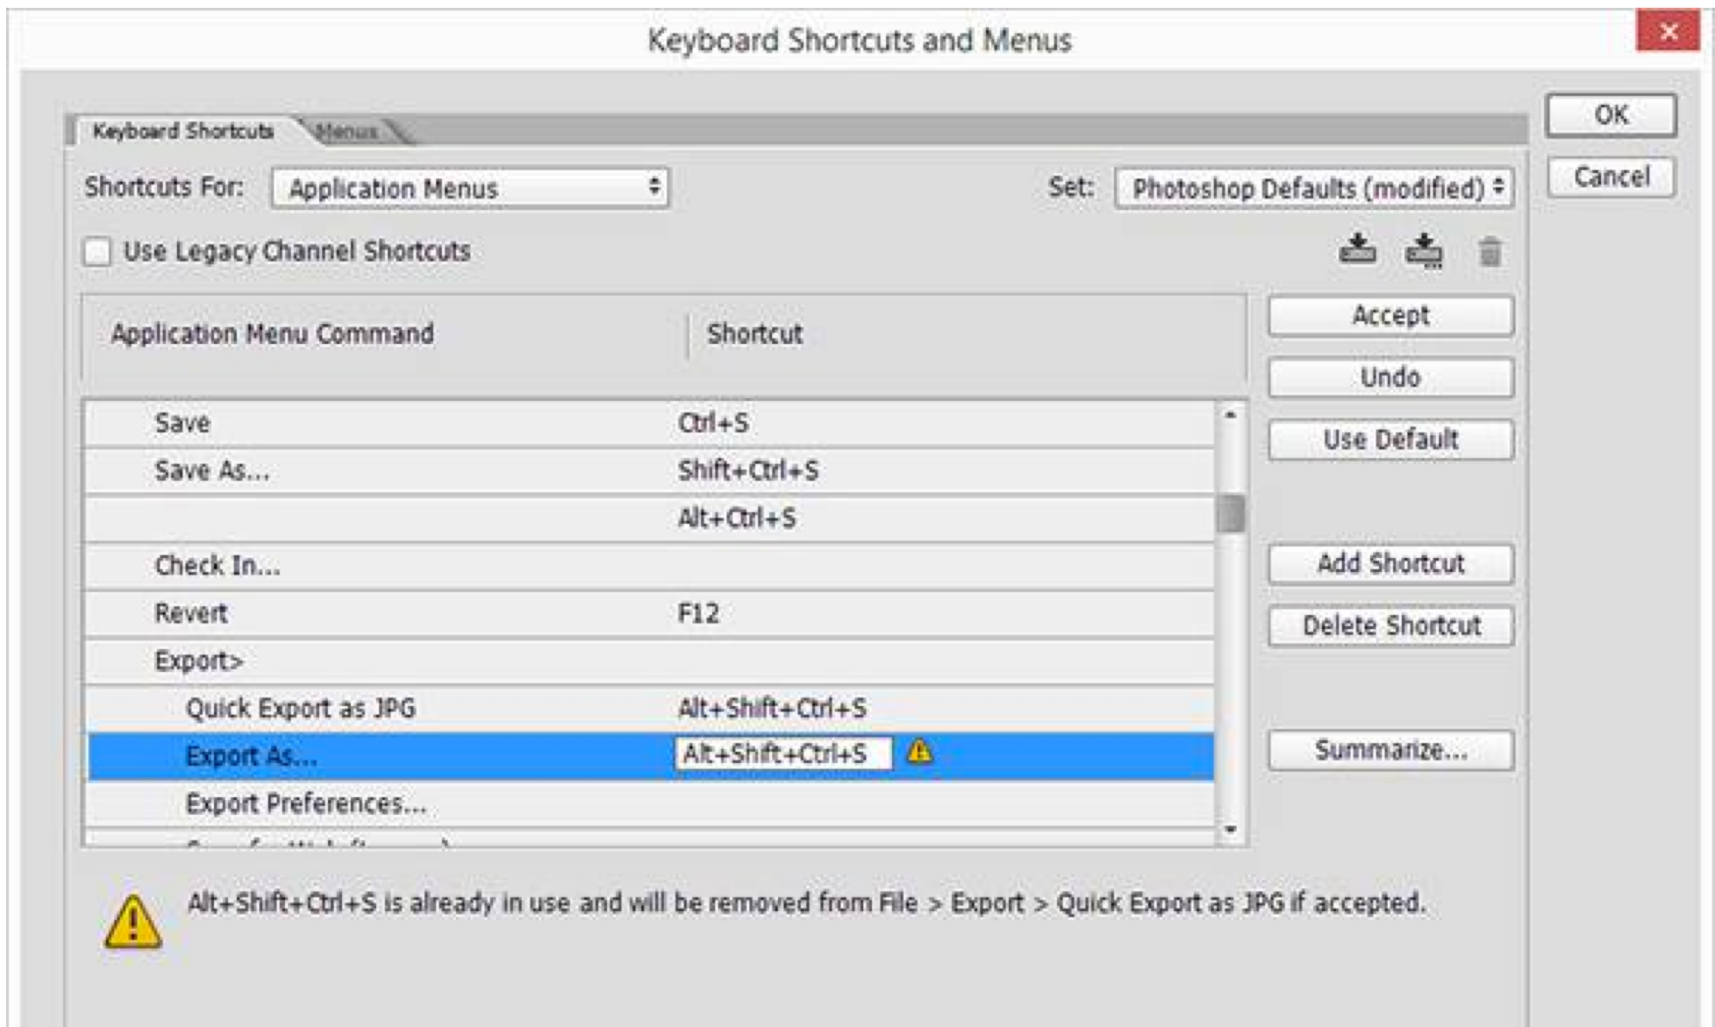 Keyboard Shortcuts and Menus
Keyboard Shortcuts Menus
OK
Cancel
Shortcuts For: Application Menus Set: Photoshop Defaults (modified)
Use Legacy Channel Shortcuts
Application Menu Command Shortcut
Accept
Undo
Use Default
Add Shortcut
Delete Shortcut
Summarize...
Save Ctrl+S
Save As... Shift+Ctrl+S
Alt+Ctrl+S
Check In...
Revert F12
Export>
Quick Export as JPG Alt+Shift+Ctrl+S
Export As... Alt+Shift+Ctrl+S
Export Preferences...
Alt+Shift+Ctrl+S is already in use and will be removed from File > Export > Quick Export as JPG if accepted.